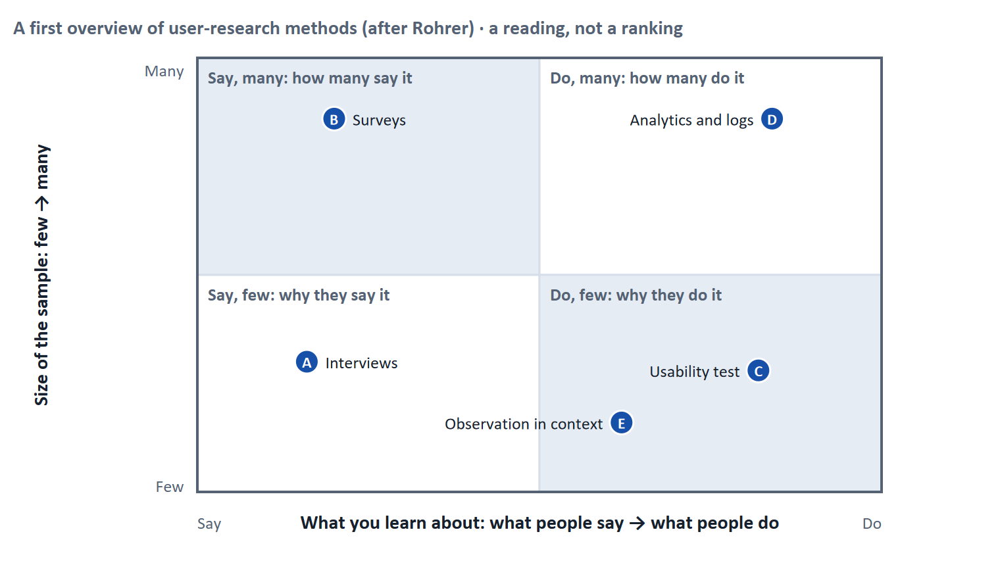 A first overview of user-research methods (after Rohrer) · a reading, not a ranking
Many
Say, many: how many say it
Do, many: how many do it
B Surveys
Analytics and logs D
Size of the sample: few → many
Say, few: why they say it
Do, few: why they do it
A Interviews
Usability test C
Observation in context E
Few
Say
What you learn about: what people say → what people do
Do